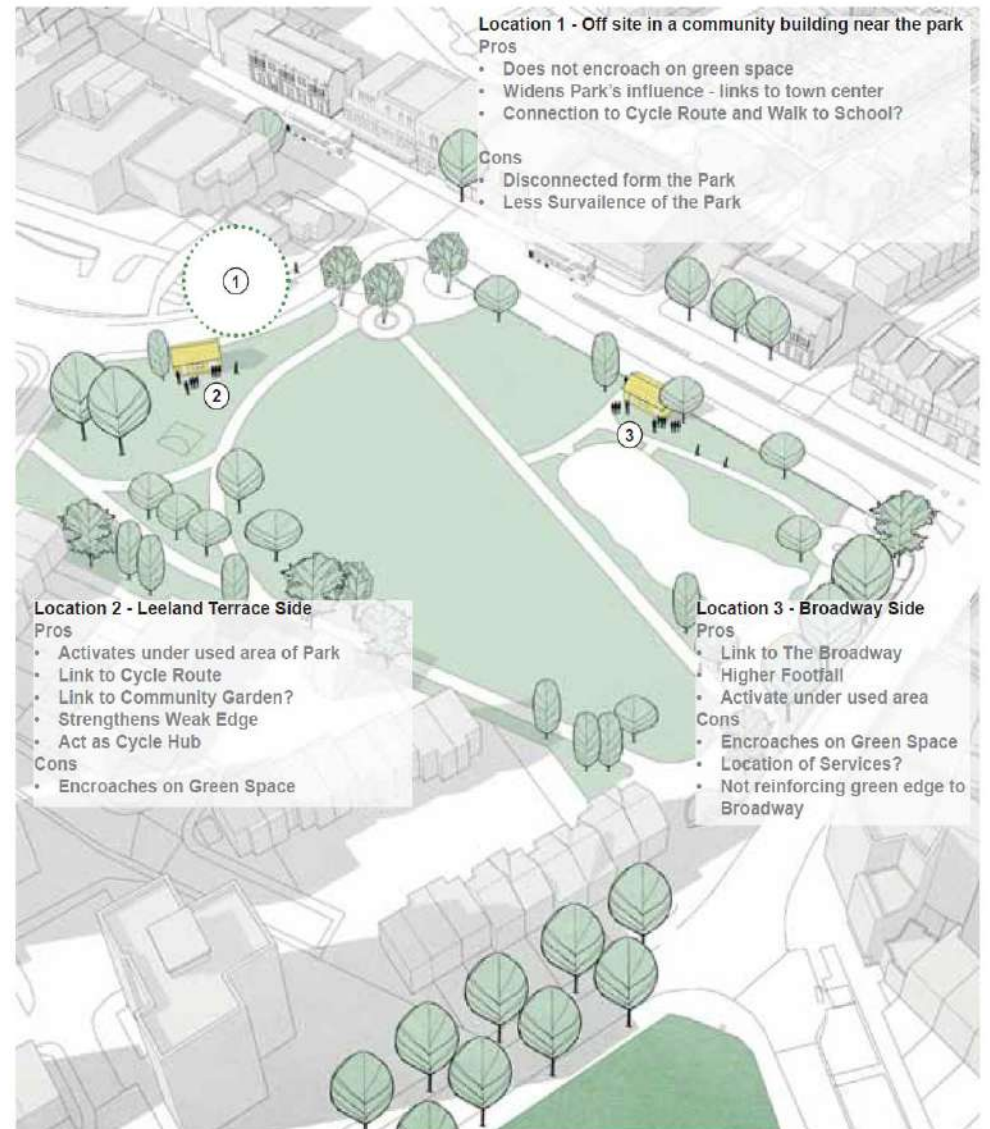 Location 1 - Off site in a community building near the park
Pros
• Does not encroach on green space
• Widens Park's influence - links to town center
• Connection to Cycle Route and Walk to School?
Cons
• Disconnected form the Park
• Less Survailence of the Park
1
2
3
Location 2 - Leeland Terrace Side
Pros
• Activates under used area of Park
• Link to Cycle Route
• Link to Community Garden?
• Strengthens Weak Edge
• Act as Cycle Hub
Cons
• Encroaches on Green Space
Location 3 - Broadway Side
Pros
• Link to The Broadway
• Higher Footfall
• Activate under used area
Cons
• Encroaches on Green Space
• Location of Services?
• Not reinforcing green edge to
Broadway